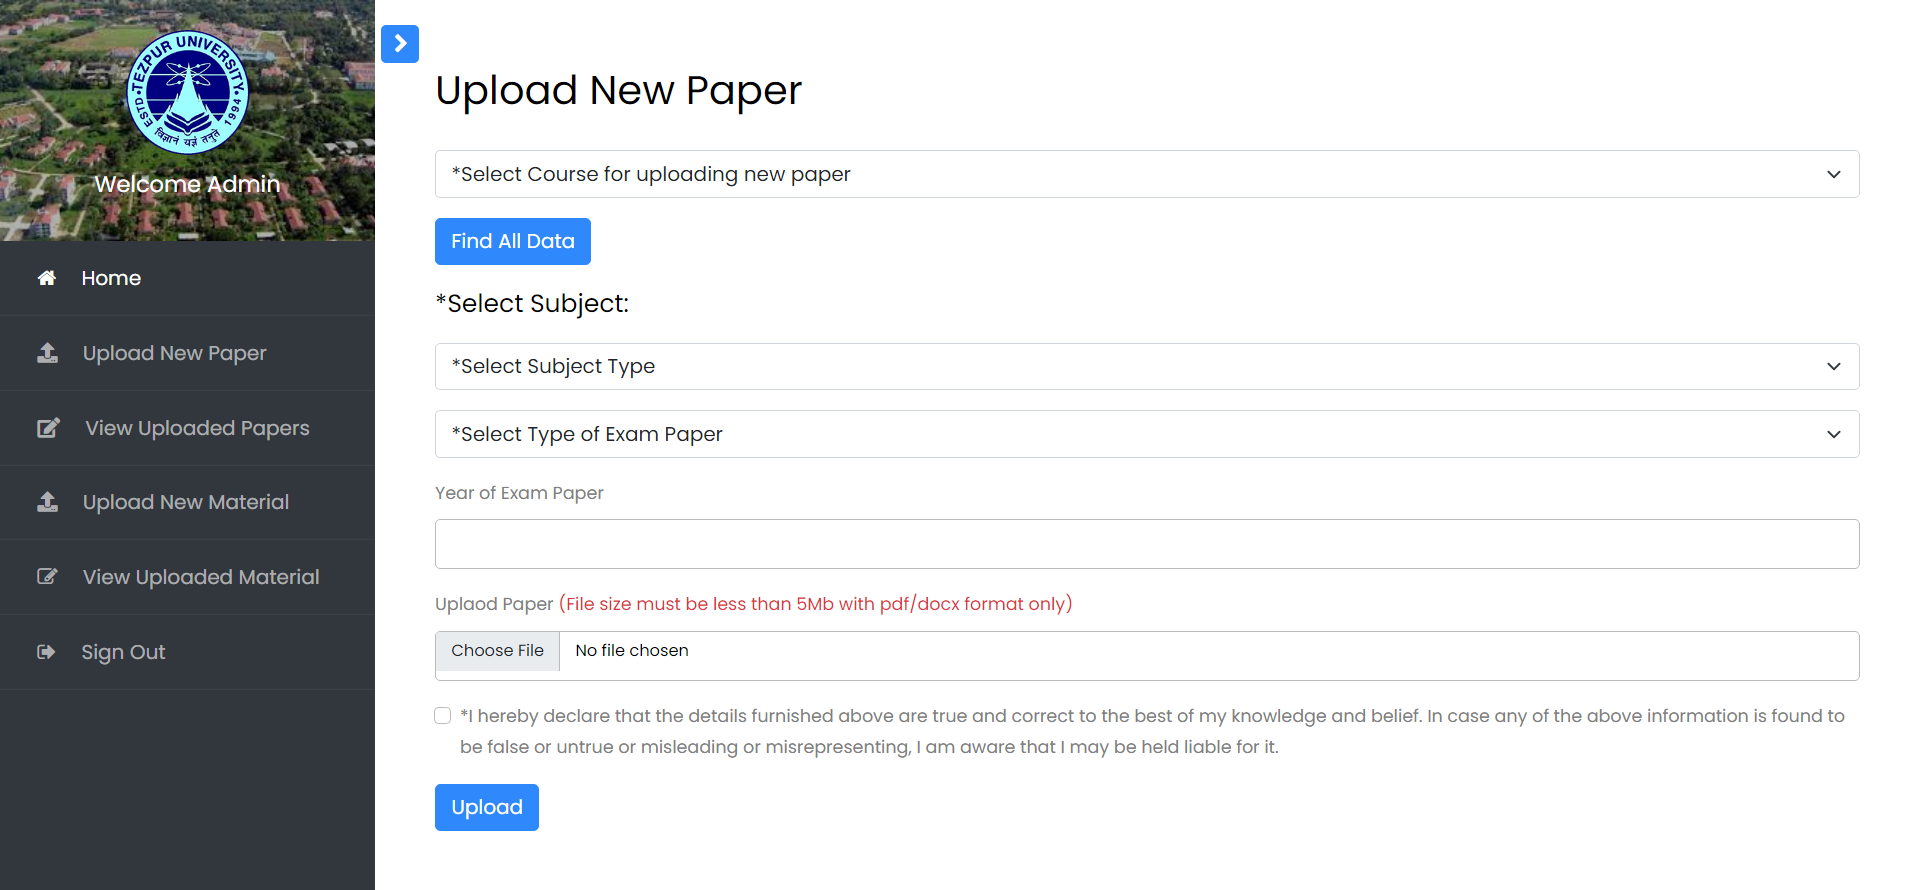 TEZPUR UNIVERSITY
ESTD
1994
विज्ञानं यज्ञं तनुते
Welcome Admin
Home
Upload New Paper
View Uploaded Papers
Upload New Material
View Uploaded Material
Sign Out
Upload New Paper
*Select Course for uploading new paper
Find All Data
*Select Subject:
*Select Subject Type
*Select Type of Exam Paper
Year of Exam Paper
Uplaod Paper (File size must be less than 5Mb with pdf/docx format only)
Choose File No file chosen
*I hereby declare that the details furnished above are true and correct to the best of my knowledge and belief. In case any of the above information is found to
be false or untrue or misleading or misrepresenting, I am aware that I may be held liable for it.
Upload